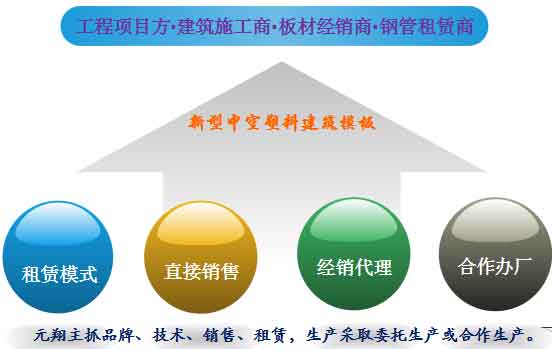 工程项目方·建筑施工商·板材经销商·钢管租赁商
新型中空塑料建筑模板
租赁模式
直接销售
经销代理
合作办厂
元翔主抓品牌、技术、销售、租赁，生产采取委托生产或合作生产。